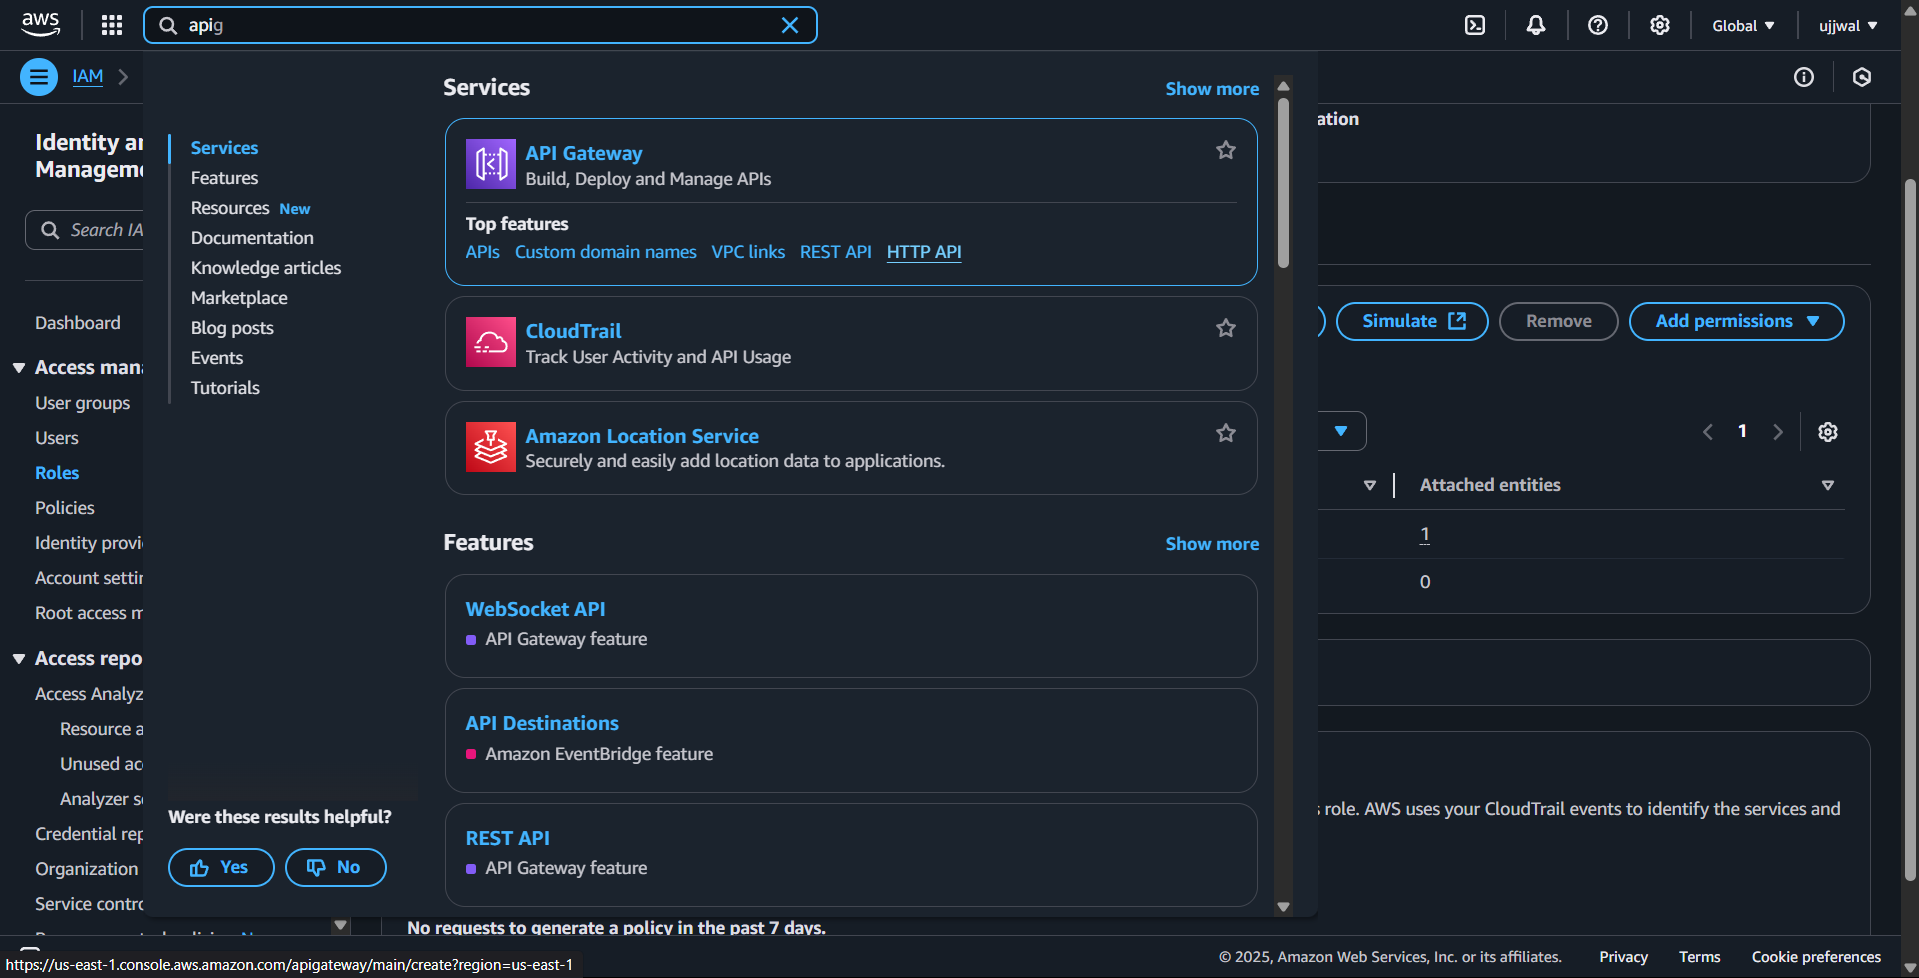 aws
apig
Global
ujjwal
IAM
Identity a
Managem
Search IA
Dashboard
Access man
User groups
Users
Roles
Policies
Identity provi
Account settin
Root access m
Access repo
Access Analyz
Resource a
Unused ac
Analyzer s
Credential rep
Organization
Service contro
Services
Features
Resources New
Documentation
Knowledge articles
Marketplace
Blog posts
Events
Tutorials
Were these results helpful?
Yes
No
Services
Show more
API Gateway
Build, Deploy and Manage APIs
Top features
APIs Custom domain names VPC links REST API HTTP API
CloudTrail
Track User Activity and API Usage
Amazon Location Service
Securely and easily add location data to applications.
Features
Show more
WebSocket API
API Gateway feature
API Destinations
Amazon EventBridge feature
REST API
API Gateway feature
ation
Simulate
Remove
Add permissions
1
Attached entities
1
0
s role. AWS uses your CloudTrail events to identify the services and
No requests to generate a policy in the past 7 days.
© 2025, Amazon Web Services, Inc. or its affiliates.
Privacy
Terms
Cookie preferences
https://us-east-1.console.aws.amazon.com/apigateway/main/create?region=us-east-1